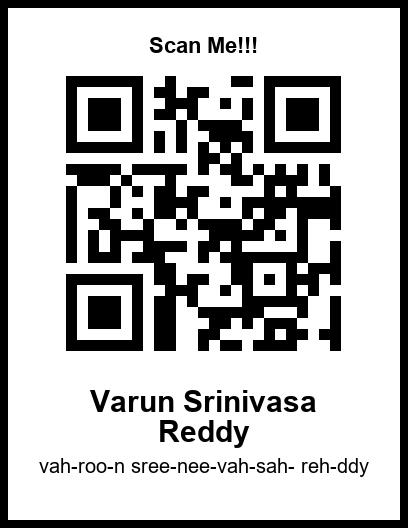 Scan Me!!!
Varun Srinivasa
Reddy
vah-roo-n sree-nee-vah-sah- reh-ddy